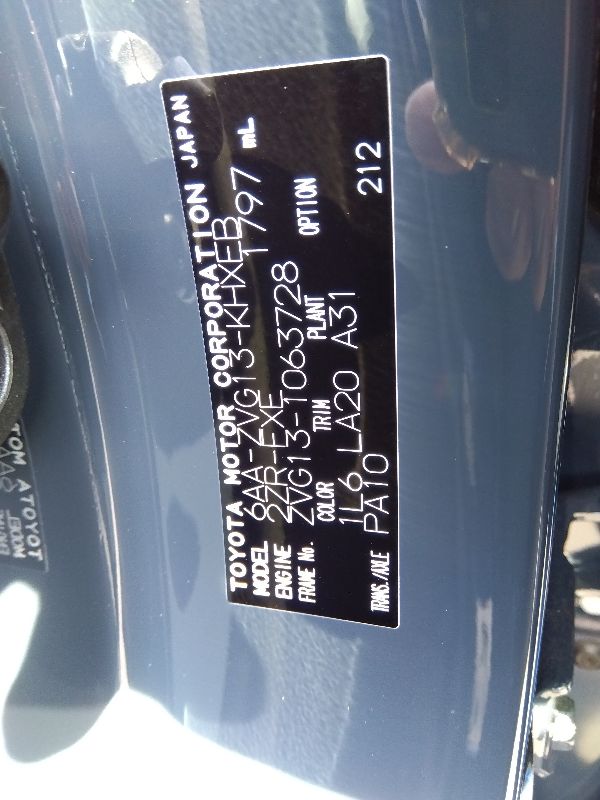 TOYOTA MOTOR CORPORATION JAPAN
MODEL 6AA-ZVG13-KHXEB
ENGINE 2ZR-FXE 1797 mL
FRAME No. ZVG13-1063728
COLOR TRIM PLANT OPTION
1L6 LA20 A31
TRANS./AXLE PA10 212